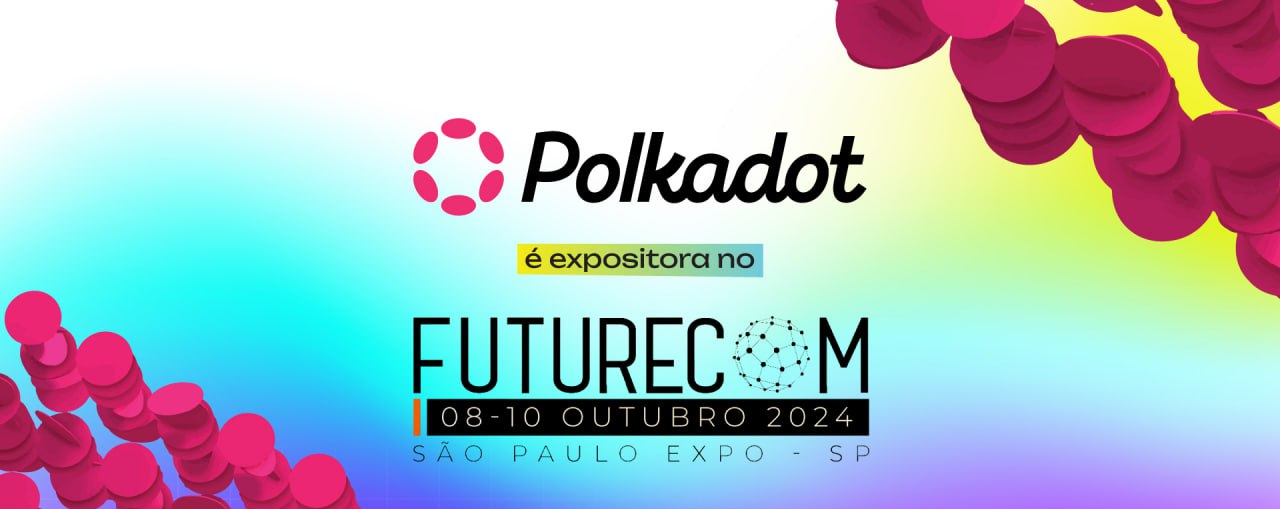 Polkadot
é expositora no
FUTURECOM
08-10 OUTUBRO 2024
SÃO PAULO EXPO - SP